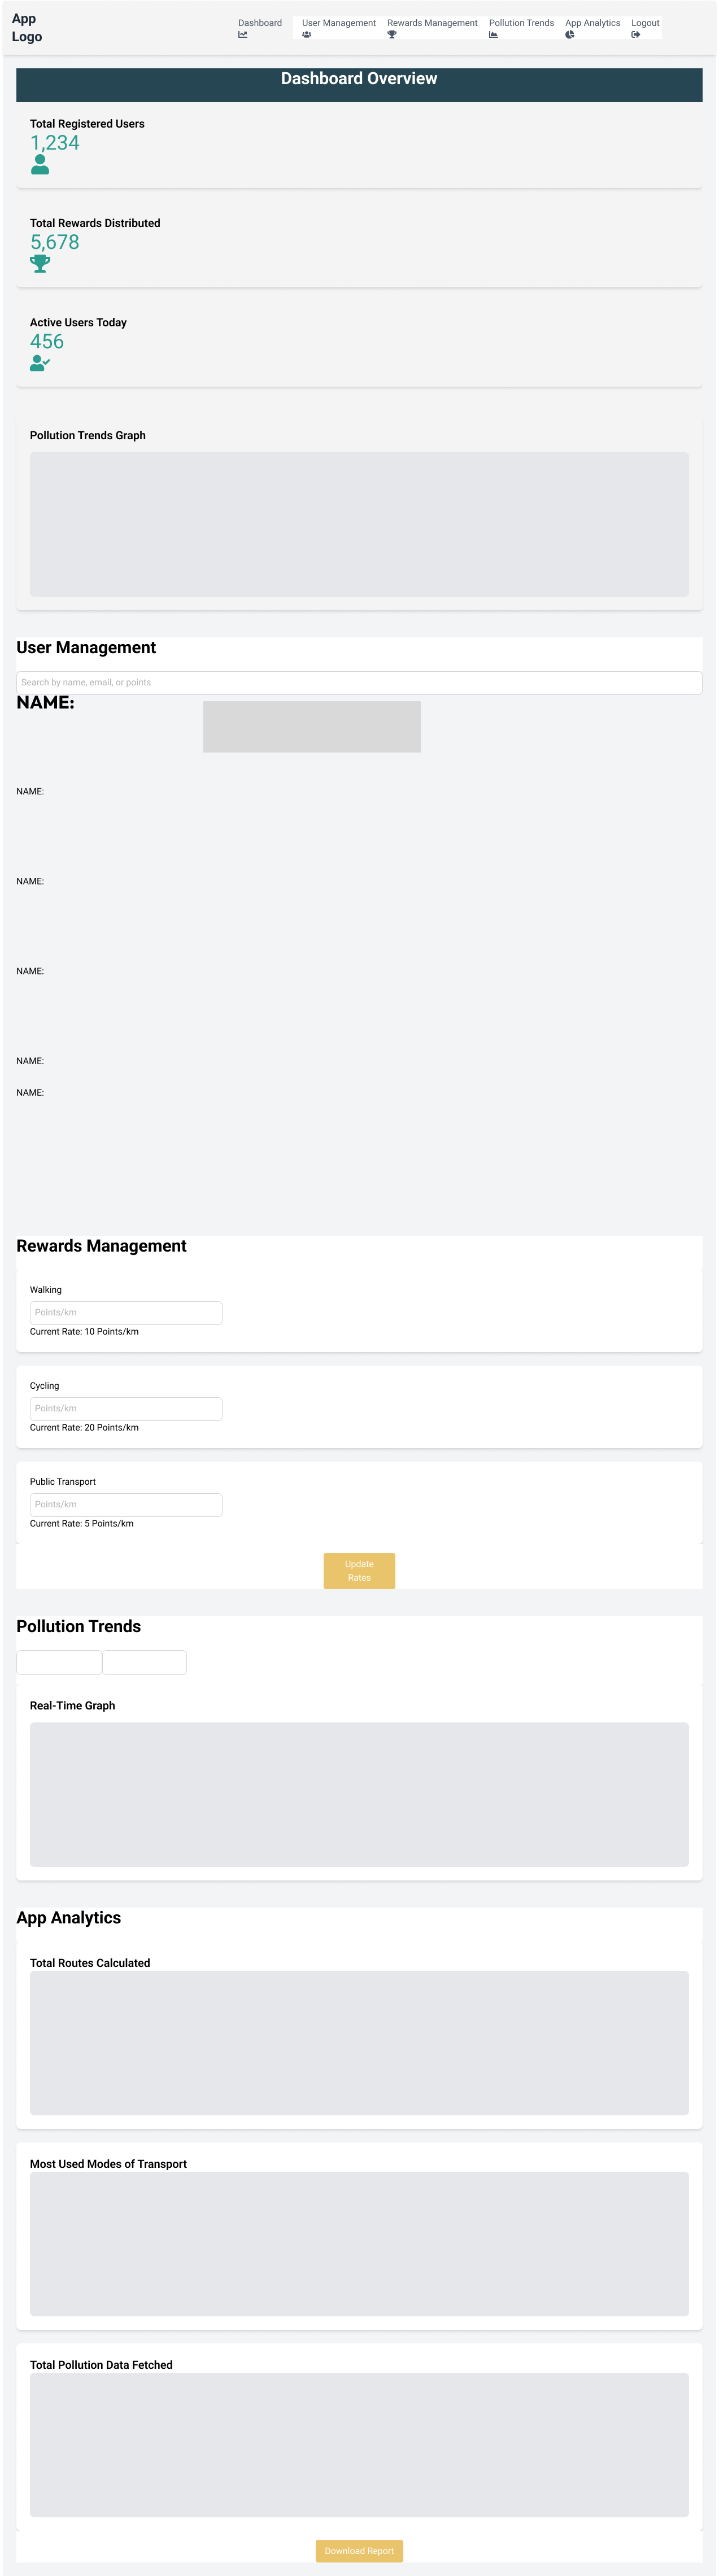 App
Logo
Dashboard
User Management
Rewards Management
Pollution Trends
App Analytics
Logout
Dashboard Overview
Total Registered Users
1,234
Total Rewards Distributed
5,678
Active Users Today
456
Pollution Trends Graph
User Management
Search by name, email, or points
NAME:
NAME:
NAME:
NAME:
NAME:
NAME:
Rewards Management
Walking
Points/km
Current Rate: 10 Points/km
Cycling
Points/km
Current Rate: 20 Points/km
Public Transport
Points/km
Current Rate: 5 Points/km
Update
Rates
Pollution Trends
Real-Time Graph
App Analytics
Total Routes Calculated
Most Used Modes of Transport
Total Pollution Data Fetched
Download Report